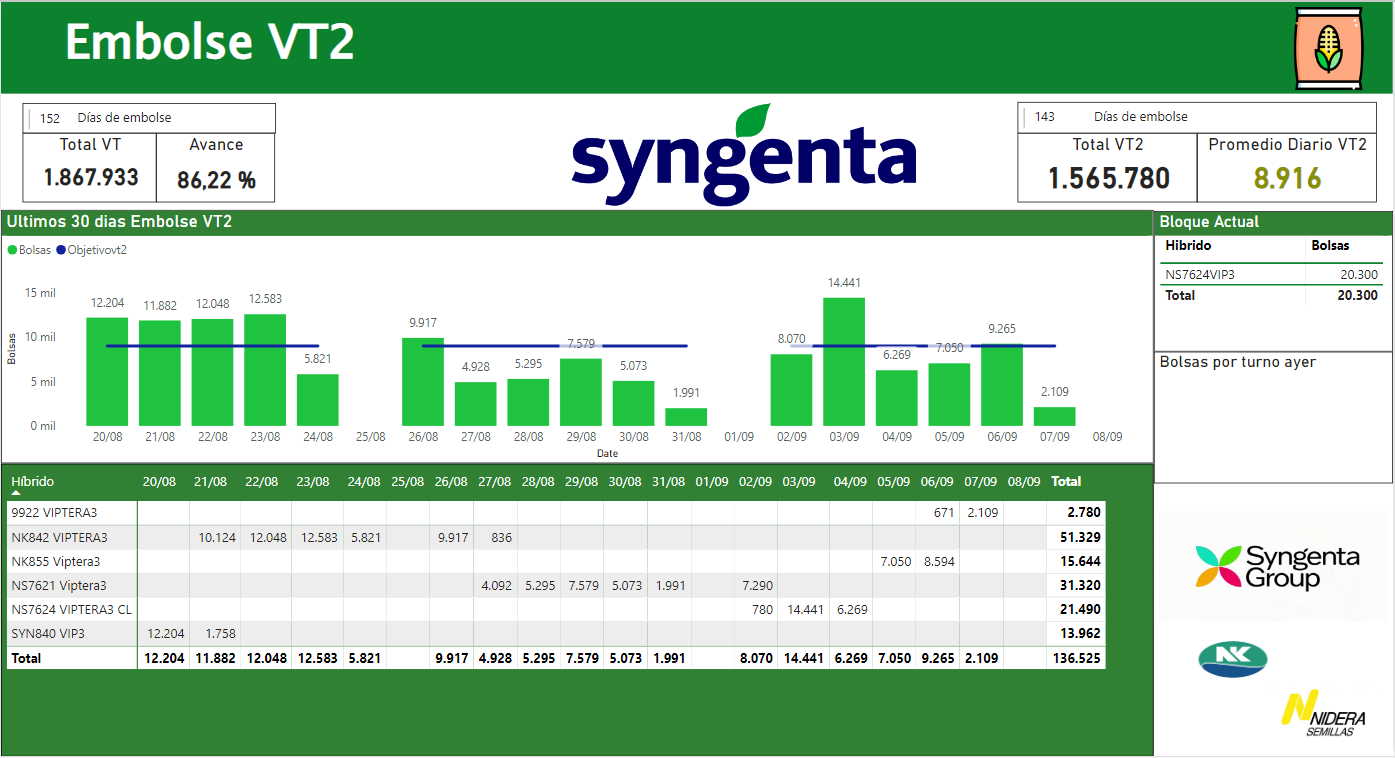 Embolse VT2
152 Días de embolse
Total VT Avance
1.867.933 86,22 %
syngenta
143 Días de embolse
Total VT2 Promedio Diario VT2
1.565.780 8.916
Ultimos 30 dias Embolse VT2
Bolsas Objetivovt2
Bolsas
15 mil
10 mil
5 mil
0 mil
12.204 11.882 12.048 12.583 5.821 9.917 4.928 5.295 7.579 5.073 1.991 8.070 14.441 6.269 7.050 9.265 2.109
20/08 21/08 22/08 23/08 24/08 25/08 26/08 27/08 28/08 29/08 30/08 31/08 01/09 02/09 03/09 04/09 05/09 06/09 07/09 08/09
Date
Bloque Actual
Hibrido Bolsas
NS7624VIP3 20.300
Total 20.300
Bolsas por turno ayer
Híbrido 20/08 21/08 22/08 23/08 24/08 25/08 26/08 27/08 28/08 29/08 30/08 31/08 01/09 02/09 03/09 04/09 05/09 06/09 07/09 08/09 Total
9922 VIPTERA3 671 2.109 2.780
NK842 VIPTERA3 10.124 12.048 12.583 5.821 9.917 836 51.329
NK855 Viptera3 7.050 8.594 15.644
NS7621 Viptera3 4.092 5.295 7.579 5.073 1.991 7.290 31.320
NS7624 VIPTERA3 CL 780 14.441 6.269 21.490
SYN840 VIP3 12.204 1.758 13.962
Total 12.204 11.882 12.048 12.583 5.821 9.917 4.928 5.295 7.579 5.073 1.991 8.070 14.441 6.269 7.050 9.265 2.109 136.525
Syngenta
Group
NK
NIDERA
SEMILLAS